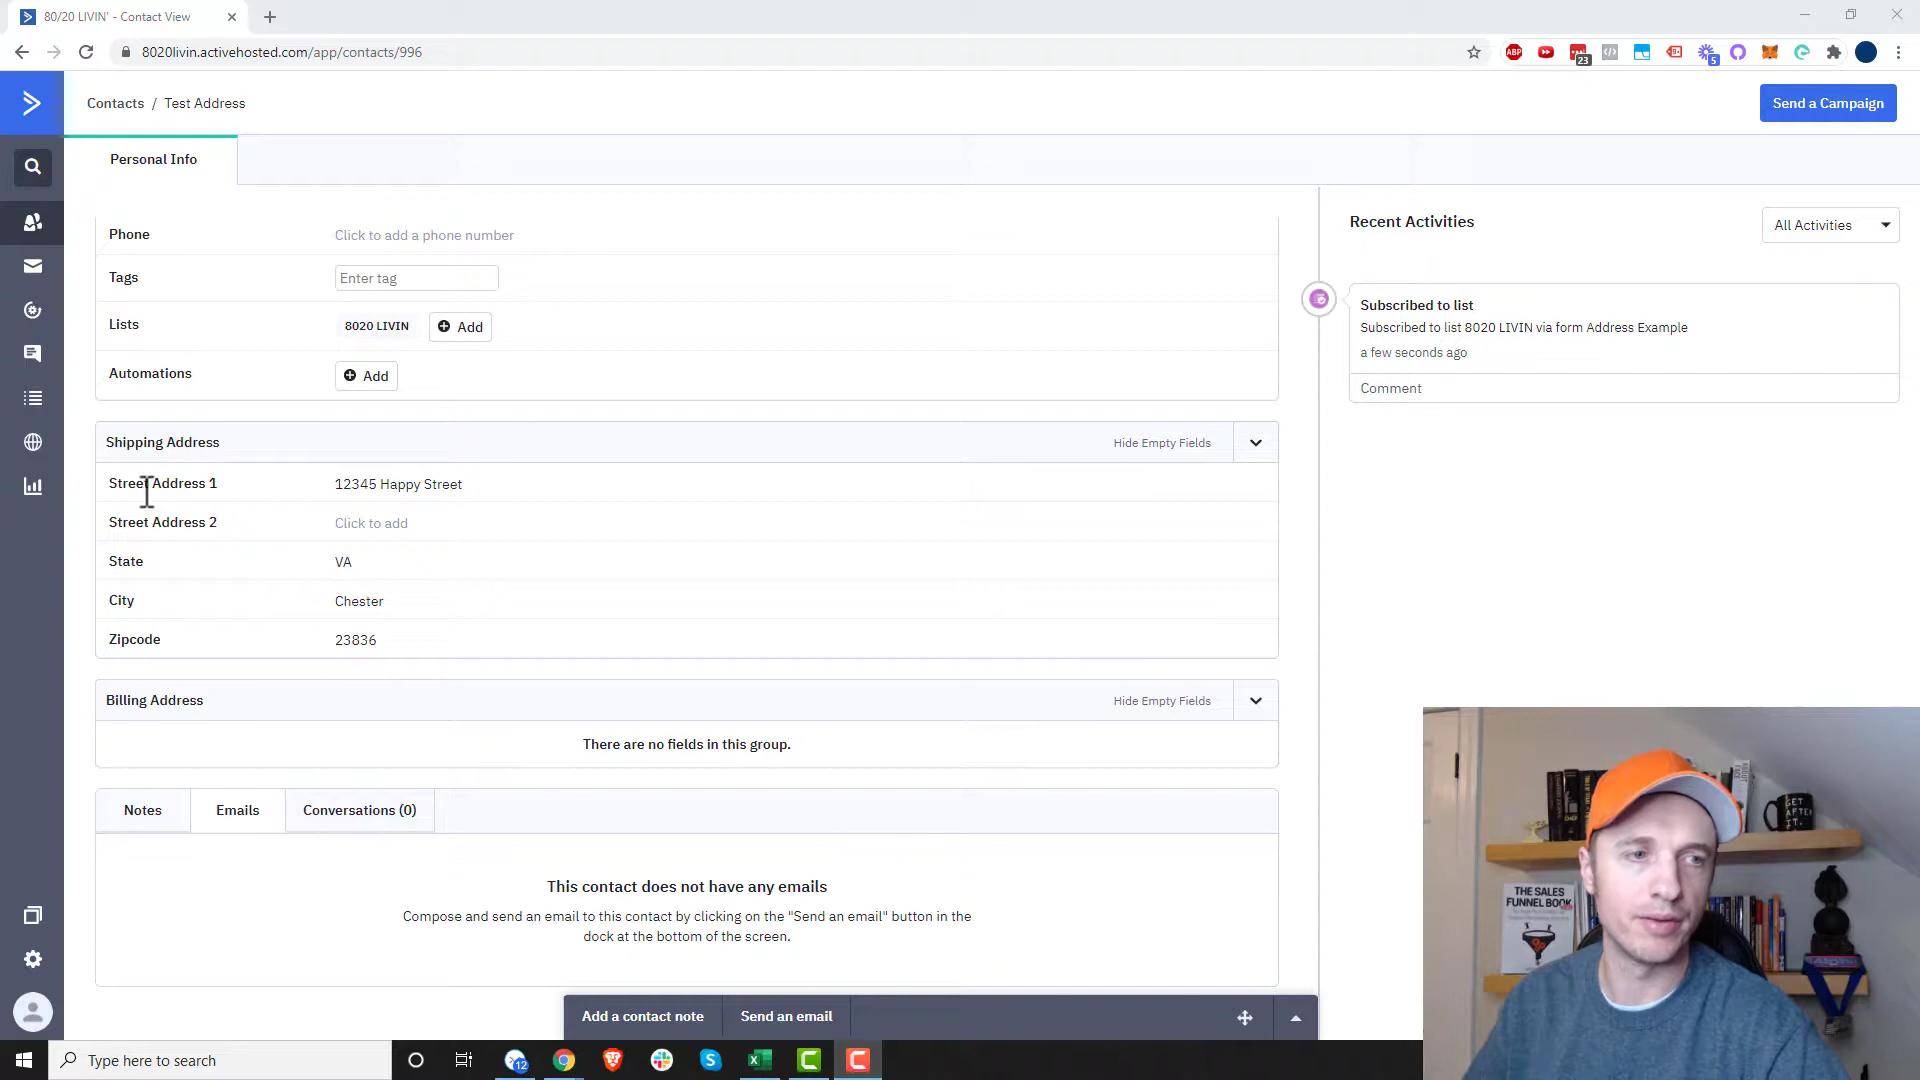 80/20 LIVIN' - Contact View
8020livin.activehosted.com/app/contacts/996
ABP
23
5
Contacts / Test Address
Send a Campaign
Personal Info
Phone
Click to add a phone number
Tags
Enter tag
Lists
8020 LIVIN
Add
Automations
Add
Shipping Address
Hide Empty Fields
Street Address 1
12345 Happy Street
Street Address 2
Click to add
State
VA
City
Chester
Zipcode
23836
Billing Address
Hide Empty Fields
There are no fields in this group.
Notes
Emails
Conversations (0)
This contact does not have any emails
Compose and send an email to this contact by clicking on the "Send an email" button in the
dock at the bottom of the screen.
Add a contact note
Send an email
Recent Activities
All Activities
Subscribed to list
Subscribed to list 8020 LIVIN via form Address Example
a few seconds ago
Comment
GET
AFTER
IT.
THE SALES
FUNNEL BOOK
Type here to search
12